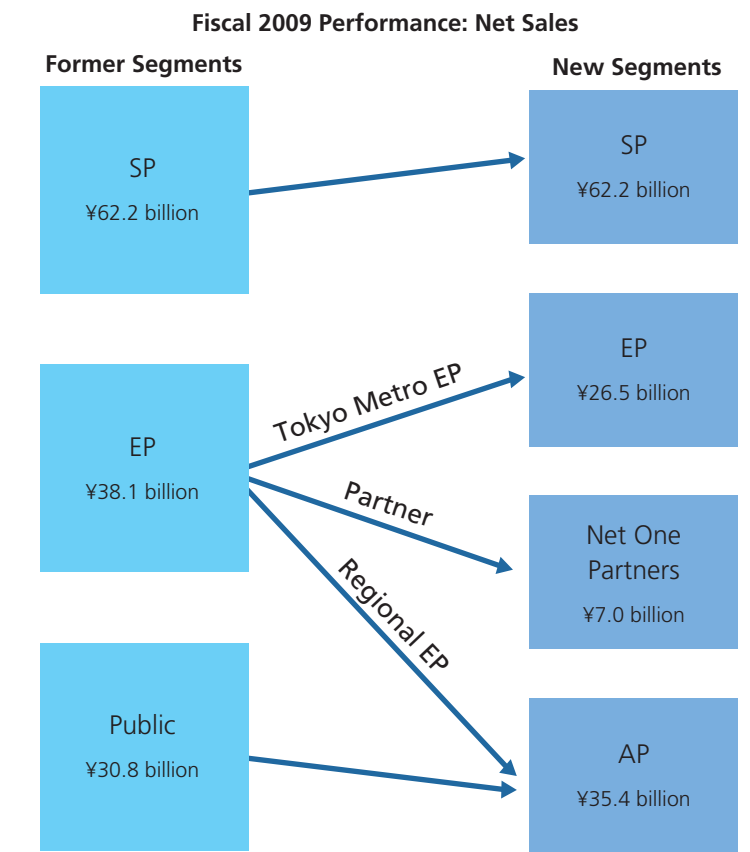 Fiscal 2009 Performance: Net Sales
Former Segments
New Segments
SP
¥62.2 billion
SP
¥62.2 billion
EP
¥38.1 billion
Tokyo Metro EP
Partner
Regional EP
EP
¥26.5 billion
Net One
Partners
¥7.0 billion
Public
¥30.8 billion
AP
¥35.4 billion